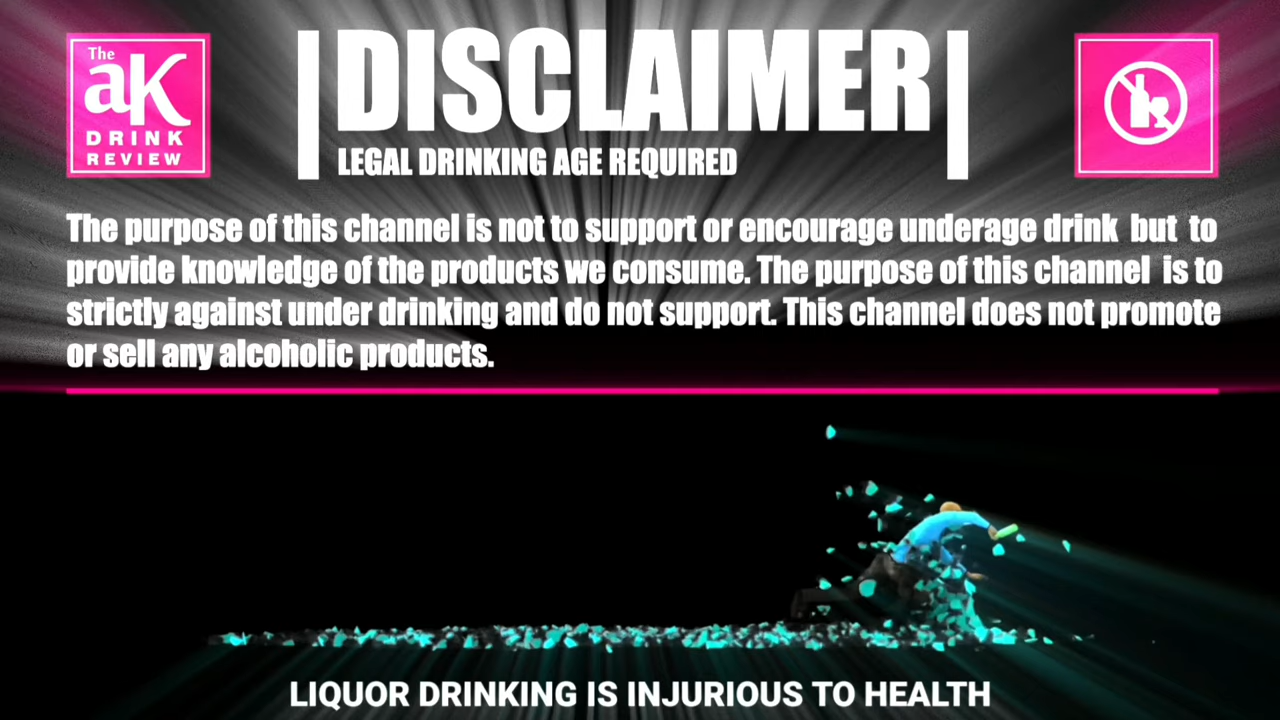 The
aK
DRINK
REVIEW
DISCLAIMER
LEGAL DRINKING AGE REQUIRED
The purpose of this channel is not to support or encourage underage drink but to
provide knowledge of the products we consume. The purpose of this channel is to
strictly against under drinking and do not support. This channel does not promote
or sell any alcoholic products.
LIQUOR DRINKING IS INJURIOUS TO HEALTH